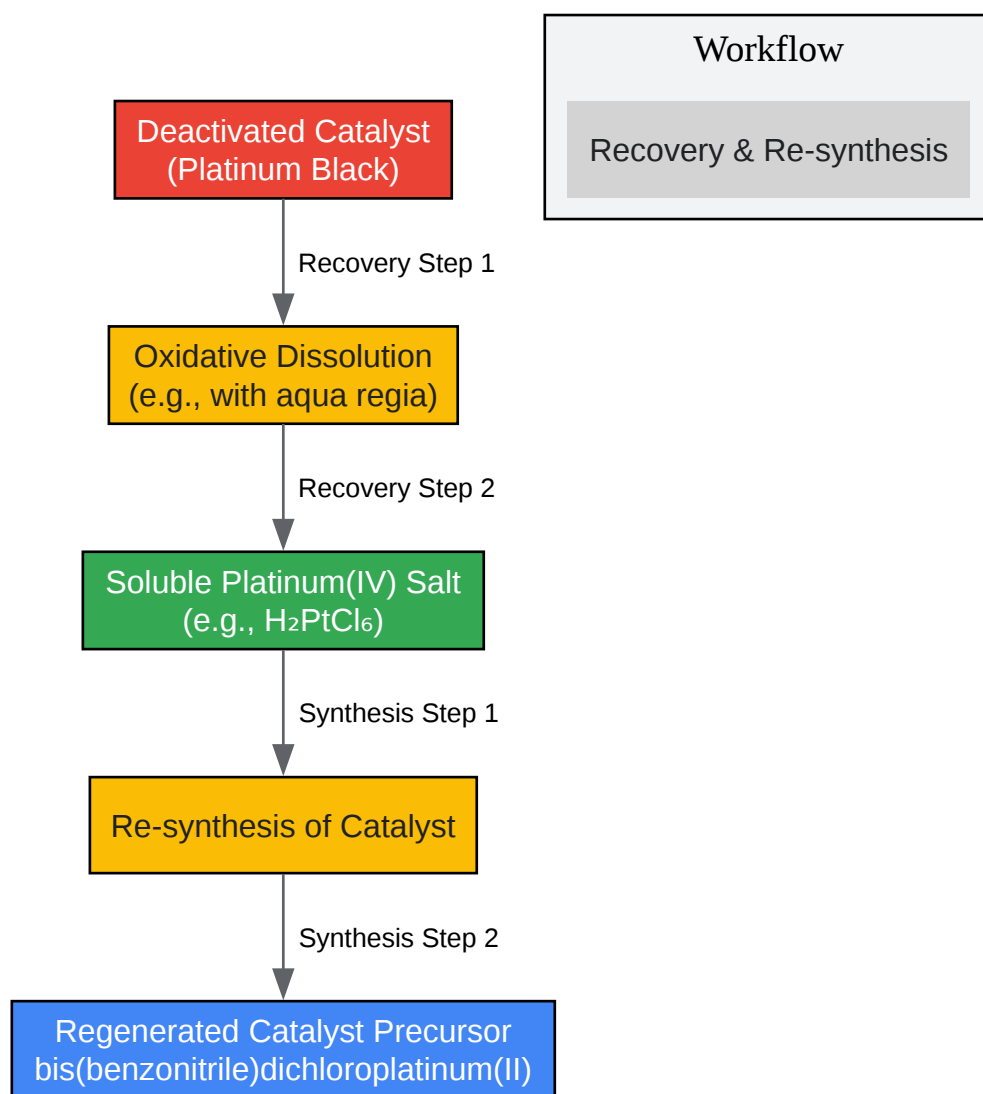 Workflow
Recovery & Re-synthesis
Deactivated Catalyst
(Platinum Black)
Recovery Step 1
Oxidative Dissolution
(e.g., with aqua regia)
Recovery Step 2
Soluble Platinum(IV) Salt
(e.g., H₂PtCl₆)
Synthesis Step 1
Re-synthesis of Catalyst
Synthesis Step 2
Regenerated Catalyst Precursor
bis(benzonitrile)dichloroplatinum(II)